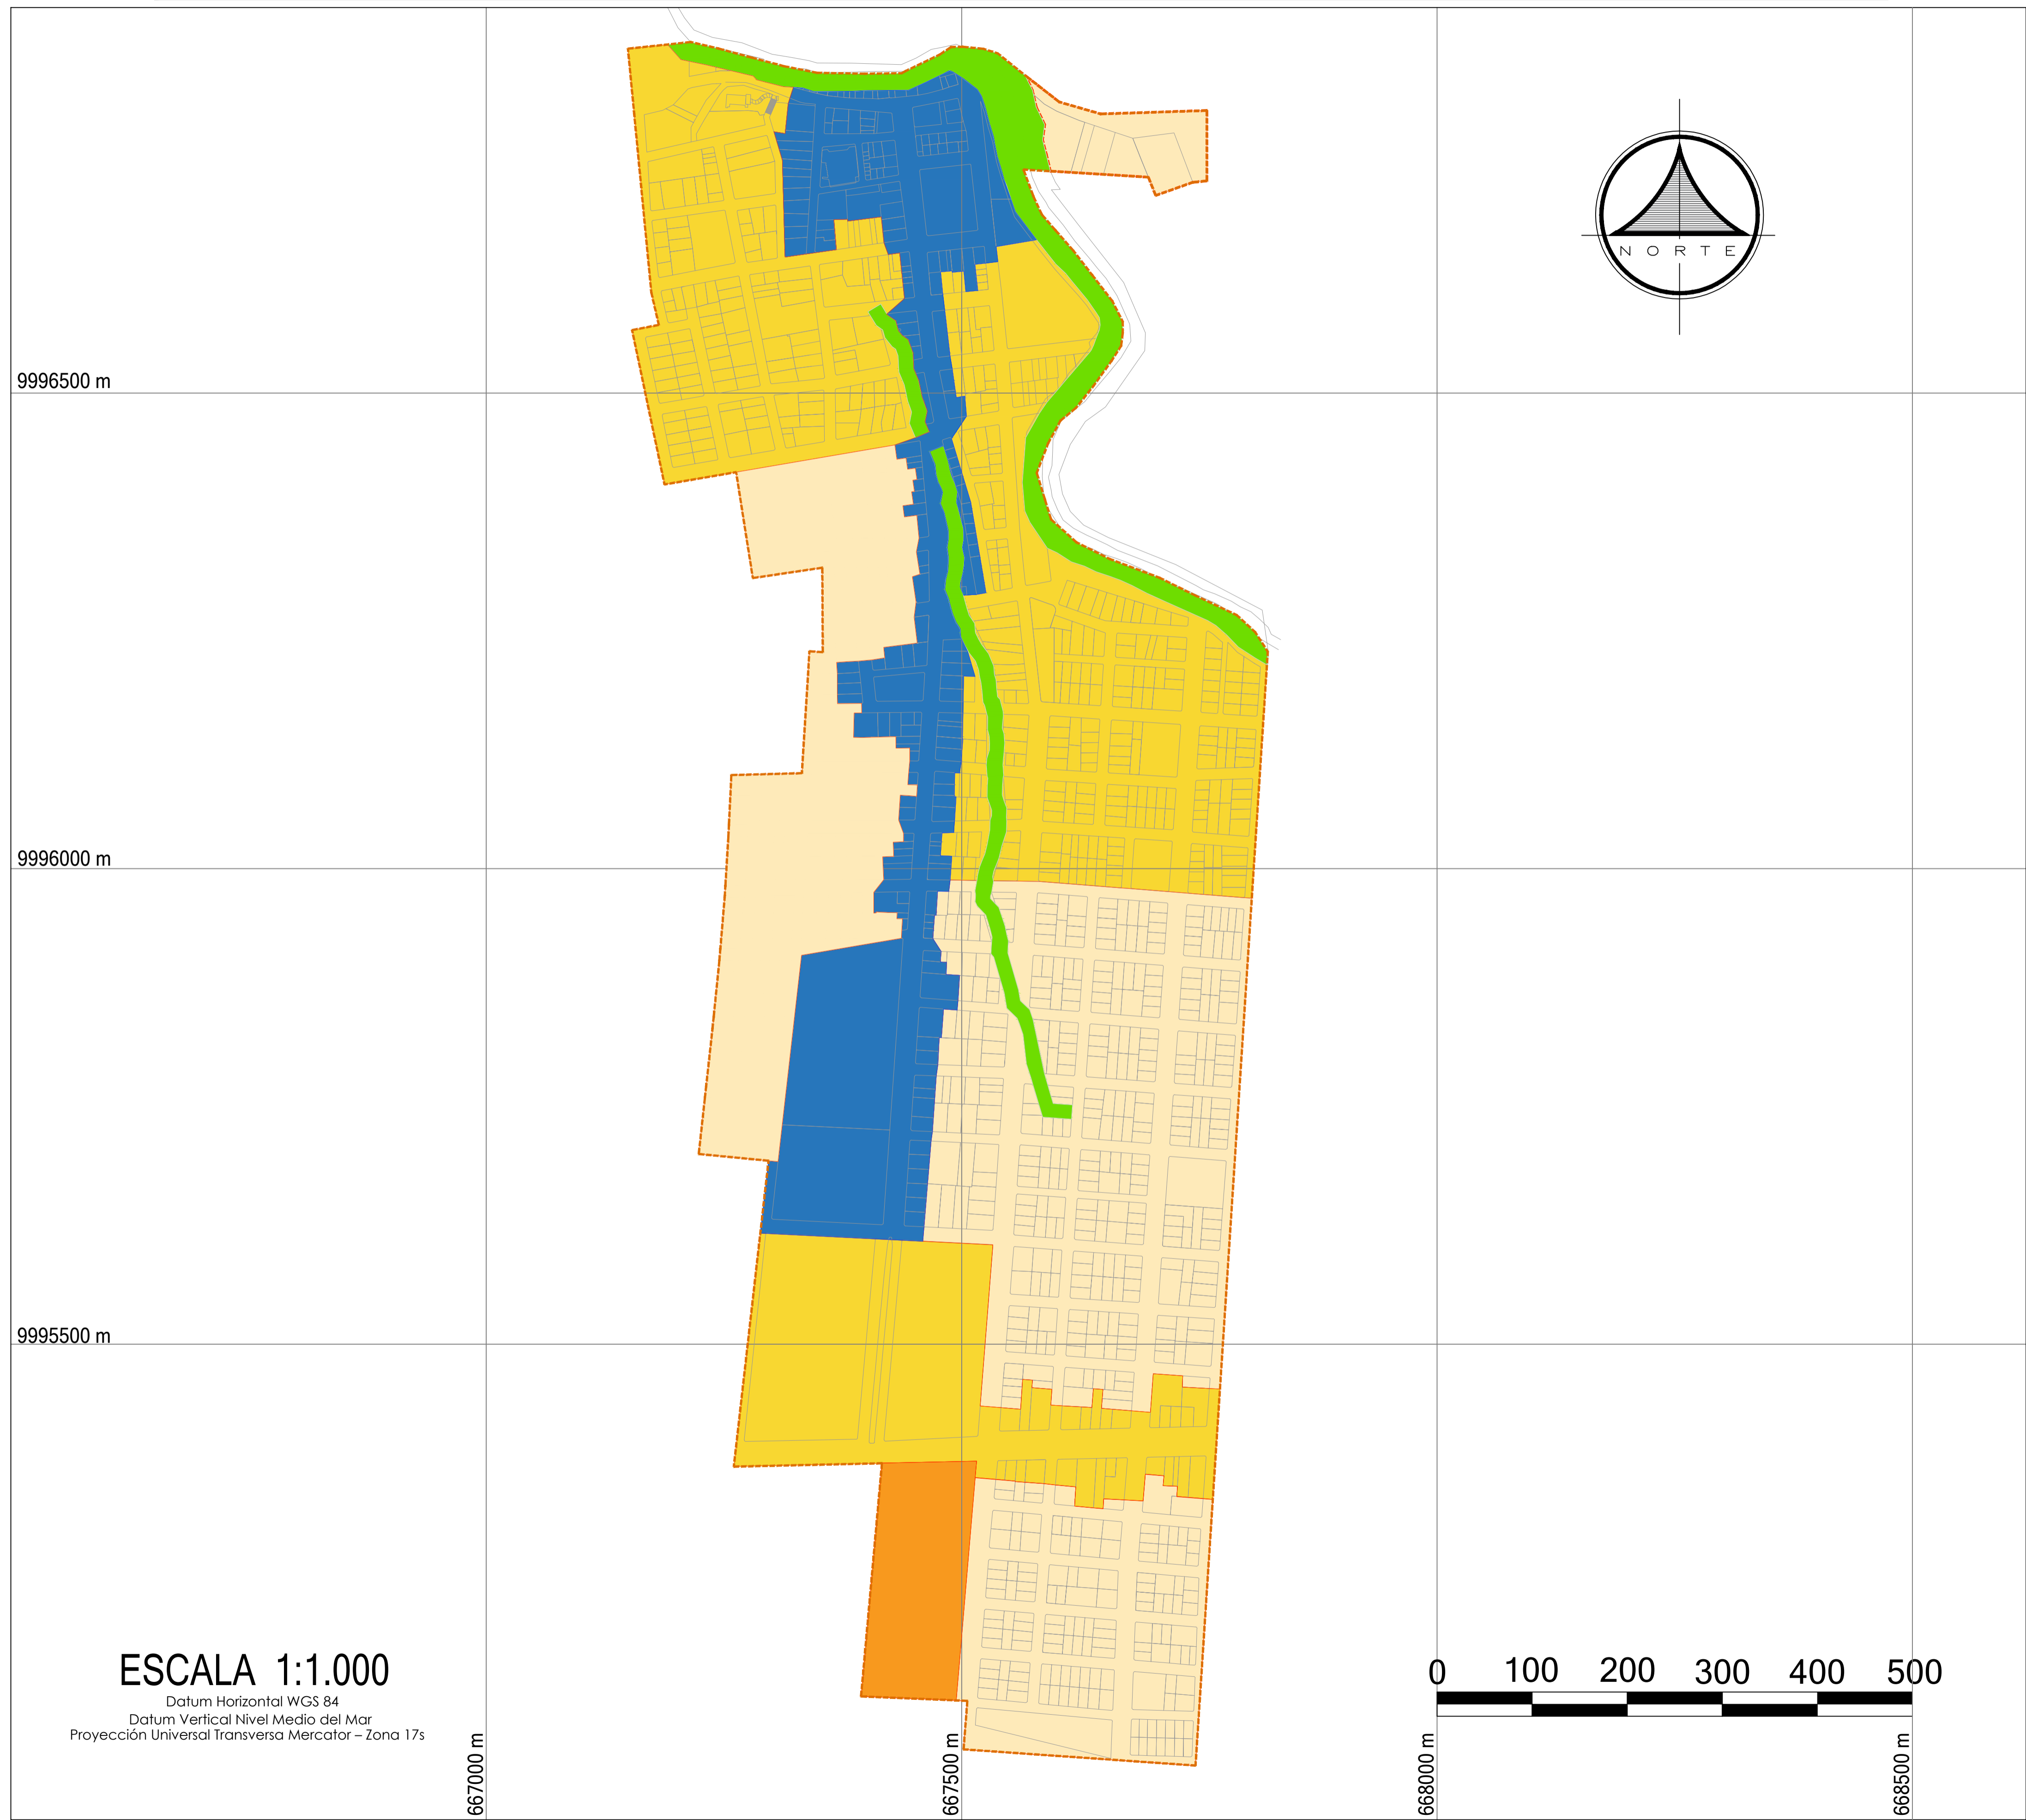 NORTE
9996500 m
9996000 m
9995500 m
ESCALA 1:1.000
Datum Horizontal WGS 84
Datum Vertical Nivel Medio del Mar
Proyección Universal Transversa Mercator – Zona 17s
0 100 200 300 400 500
667000 m
667500 m
668000 m
668500 m